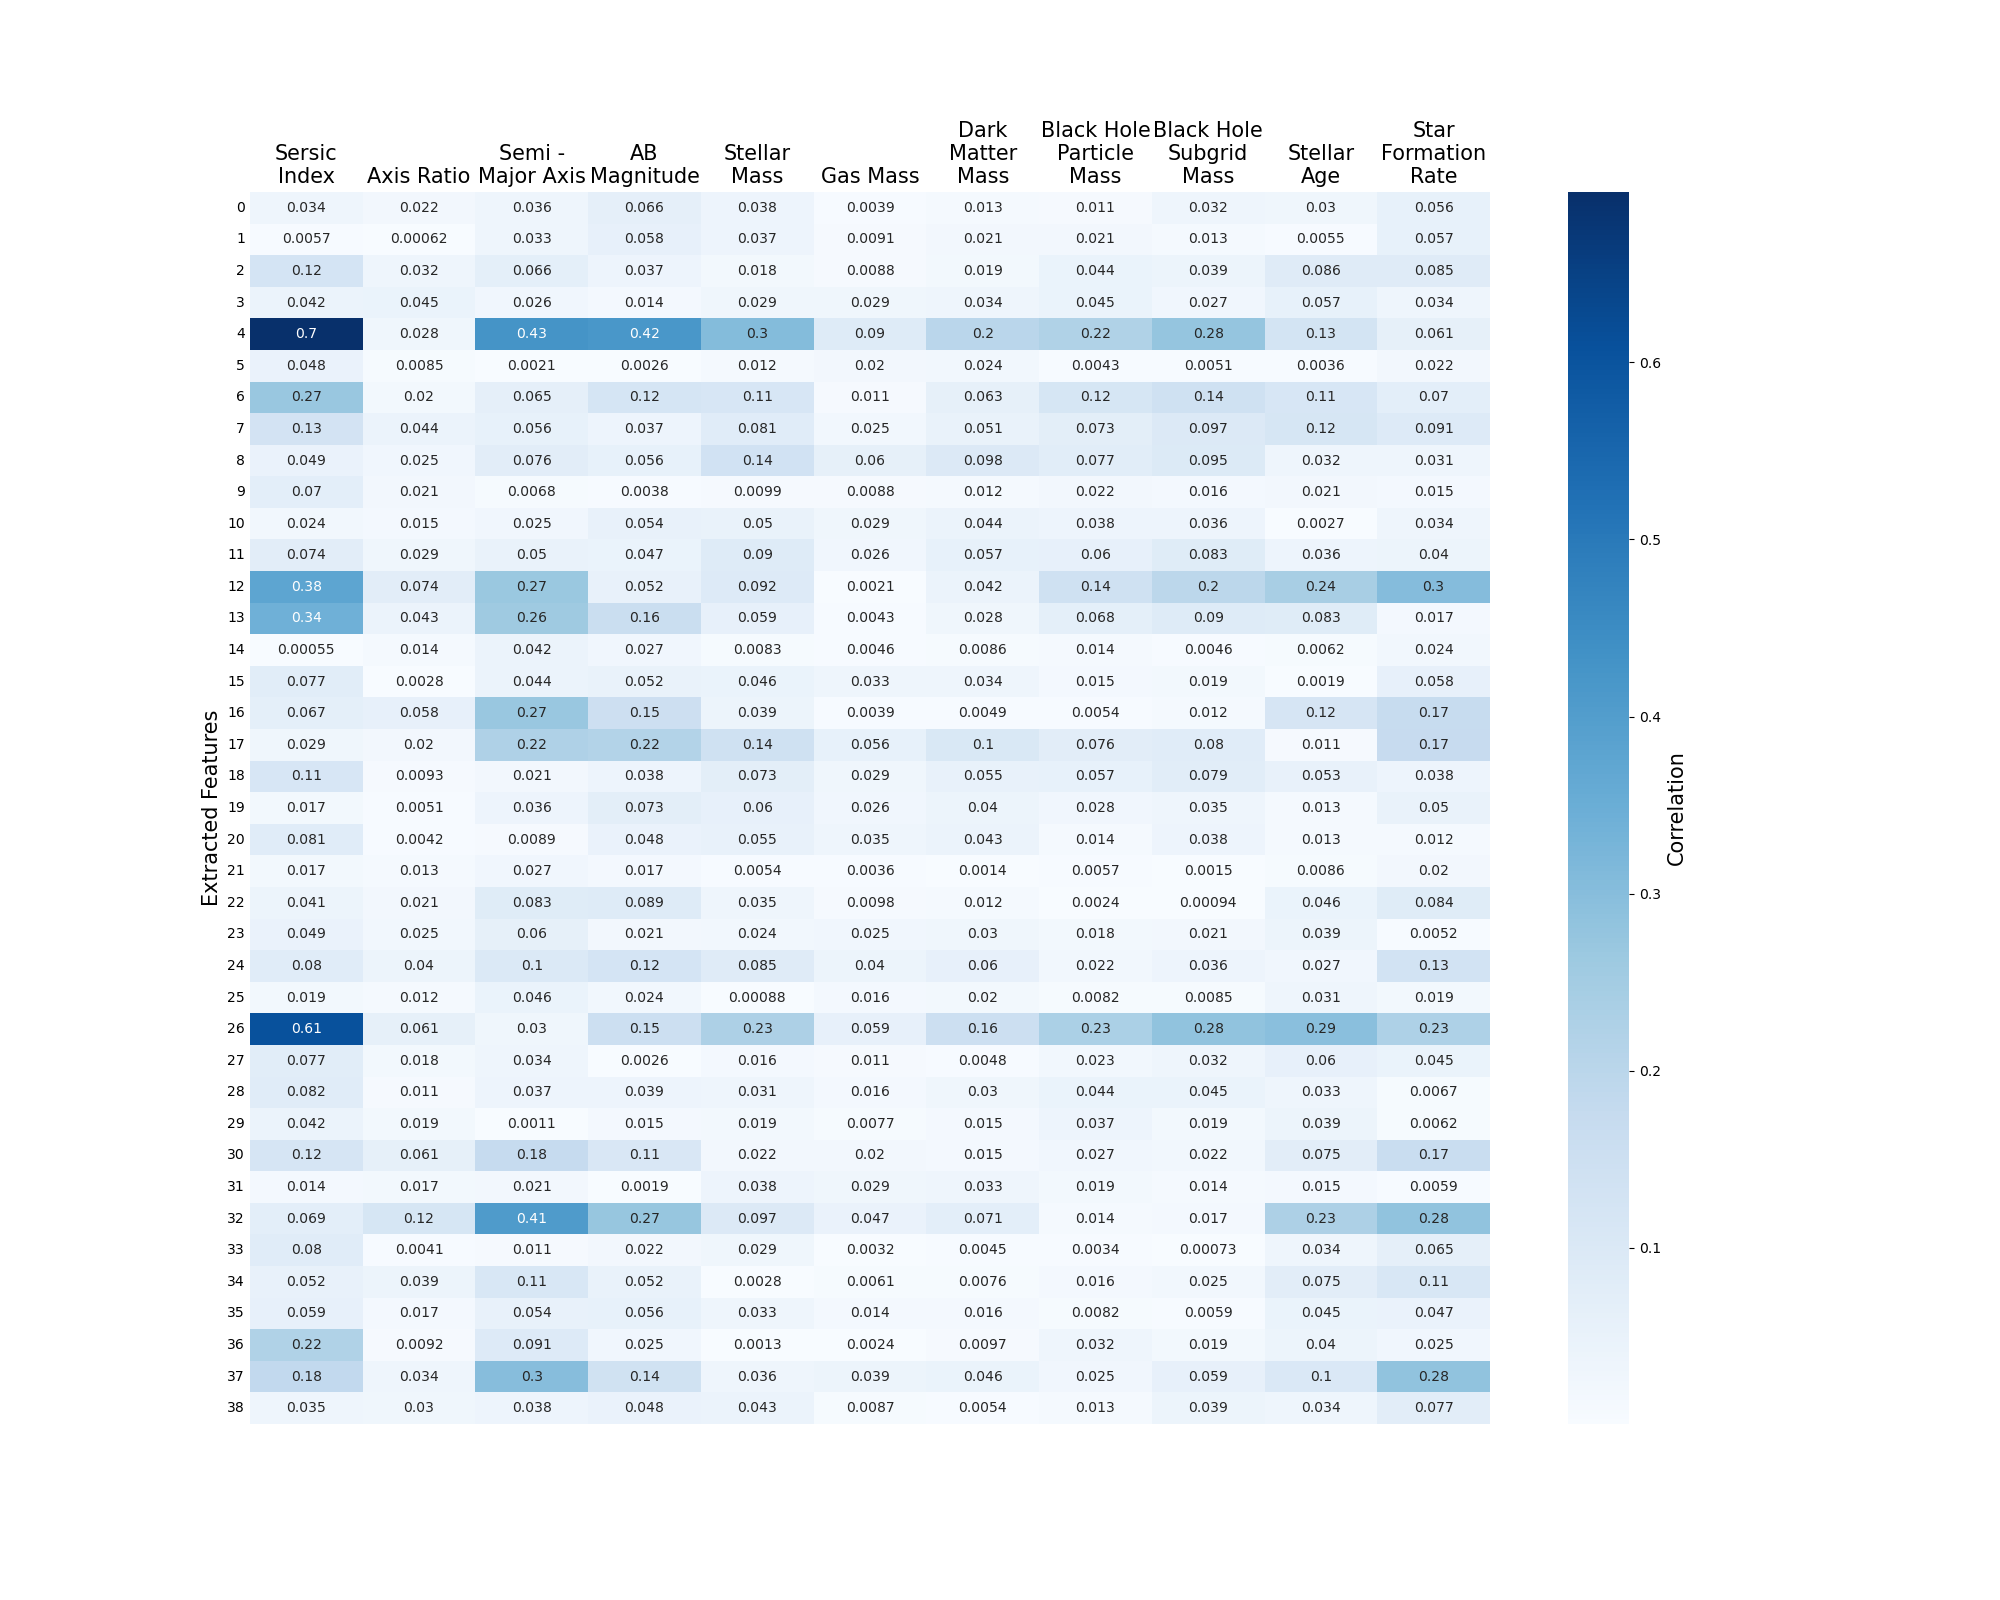 Dark Black Hole Black Hole Star
Sersic Semi - AB Stellar Matter Particle Subgrid Stellar Formation
Index Axis Ratio Major Axis Magnitude Mass Gas Mass Mass Mass Mass Age Rate
0 0.034 0.022 0.036 0.066 0.038 0.0039 0.013 0.011 0.032 0.03 0.056
1 0.0057 0.00062 0.033 0.058 0.037 0.0091 0.021 0.021 0.013 0.0055 0.057
2 0.12 0.032 0.066 0.037 0.018 0.0088 0.019 0.044 0.039 0.086 0.085
3 0.042 0.045 0.026 0.014 0.029 0.029 0.034 0.045 0.027 0.057 0.034
4 0.7 0.028 0.43 0.42 0.3 0.09 0.2 0.22 0.28 0.13 0.061
5 0.048 0.0085 0.0021 0.0026 0.012 0.02 0.024 0.0043 0.0051 0.0036 0.022
6 0.27 0.02 0.065 0.12 0.11 0.011 0.063 0.12 0.14 0.11 0.07
7 0.13 0.044 0.056 0.037 0.081 0.025 0.051 0.073 0.097 0.12 0.091
8 0.049 0.025 0.076 0.056 0.14 0.06 0.098 0.077 0.095 0.032 0.031
9 0.07 0.021 0.0068 0.0038 0.0099 0.0088 0.012 0.022 0.016 0.021 0.015
10 0.024 0.015 0.025 0.054 0.05 0.029 0.044 0.038 0.036 0.0027 0.034
11 0.074 0.029 0.05 0.047 0.09 0.026 0.057 0.06 0.083 0.036 0.04
12 0.38 0.074 0.27 0.052 0.092 0.0021 0.042 0.14 0.2 0.24 0.3
13 0.34 0.043 0.26 0.16 0.059 0.0043 0.028 0.068 0.09 0.083 0.017
14 0.00055 0.014 0.042 0.027 0.0083 0.0046 0.0086 0.014 0.0046 0.0062 0.024
15 0.077 0.0028 0.044 0.052 0.046 0.033 0.034 0.015 0.019 0.0019 0.058
16 0.067 0.058 0.27 0.15 0.039 0.0039 0.0049 0.0054 0.012 0.12 0.17
17 0.029 0.02 0.22 0.22 0.14 0.056 0.1 0.076 0.08 0.011 0.17
18 0.11 0.0093 0.021 0.038 0.073 0.029 0.055 0.057 0.079 0.053 0.038
19 0.017 0.0051 0.036 0.073 0.06 0.026 0.04 0.028 0.035 0.013 0.05
20 0.081 0.0042 0.0089 0.048 0.055 0.035 0.043 0.014 0.038 0.013 0.012
21 0.017 0.013 0.027 0.017 0.0054 0.0036 0.0014 0.0057 0.0015 0.0086 0.02
22 0.041 0.021 0.083 0.089 0.035 0.0098 0.012 0.0024 0.00094 0.046 0.084
23 0.049 0.025 0.06 0.021 0.024 0.025 0.03 0.018 0.021 0.039 0.0052
24 0.08 0.04 0.1 0.12 0.085 0.04 0.06 0.022 0.036 0.027 0.13
25 0.019 0.012 0.046 0.024 0.00088 0.016 0.02 0.0082 0.0085 0.031 0.019
26 0.61 0.061 0.03 0.15 0.23 0.059 0.16 0.23 0.28 0.29 0.23
27 0.077 0.018 0.034 0.0026 0.016 0.011 0.0048 0.023 0.032 0.06 0.045
28 0.082 0.011 0.037 0.039 0.031 0.016 0.03 0.044 0.045 0.033 0.0067
29 0.042 0.019 0.0011 0.015 0.019 0.0077 0.015 0.037 0.019 0.039 0.0062
30 0.12 0.061 0.18 0.11 0.022 0.02 0.015 0.027 0.022 0.075 0.17
31 0.014 0.017 0.021 0.0019 0.038 0.029 0.033 0.019 0.014 0.015 0.0059
32 0.069 0.12 0.41 0.27 0.097 0.047 0.071 0.014 0.017 0.23 0.28
33 0.08 0.0041 0.011 0.022 0.029 0.0032 0.0045 0.0034 0.00073 0.034 0.065
34 0.052 0.039 0.11 0.052 0.0028 0.0061 0.0076 0.016 0.025 0.075 0.11
35 0.059 0.017 0.054 0.056 0.033 0.014 0.016 0.0082 0.0059 0.045 0.047
36 0.22 0.0092 0.091 0.025 0.0013 0.0024 0.0097 0.032 0.019 0.04 0.025
37 0.18 0.034 0.3 0.14 0.036 0.039 0.046 0.025 0.059 0.1 0.28
38 0.035 0.03 0.038 0.048 0.043 0.0087 0.0054 0.013 0.039 0.034 0.077
Extracted Features
0.6
0.5
0.4
0.3
0.2
0.1
Correlation